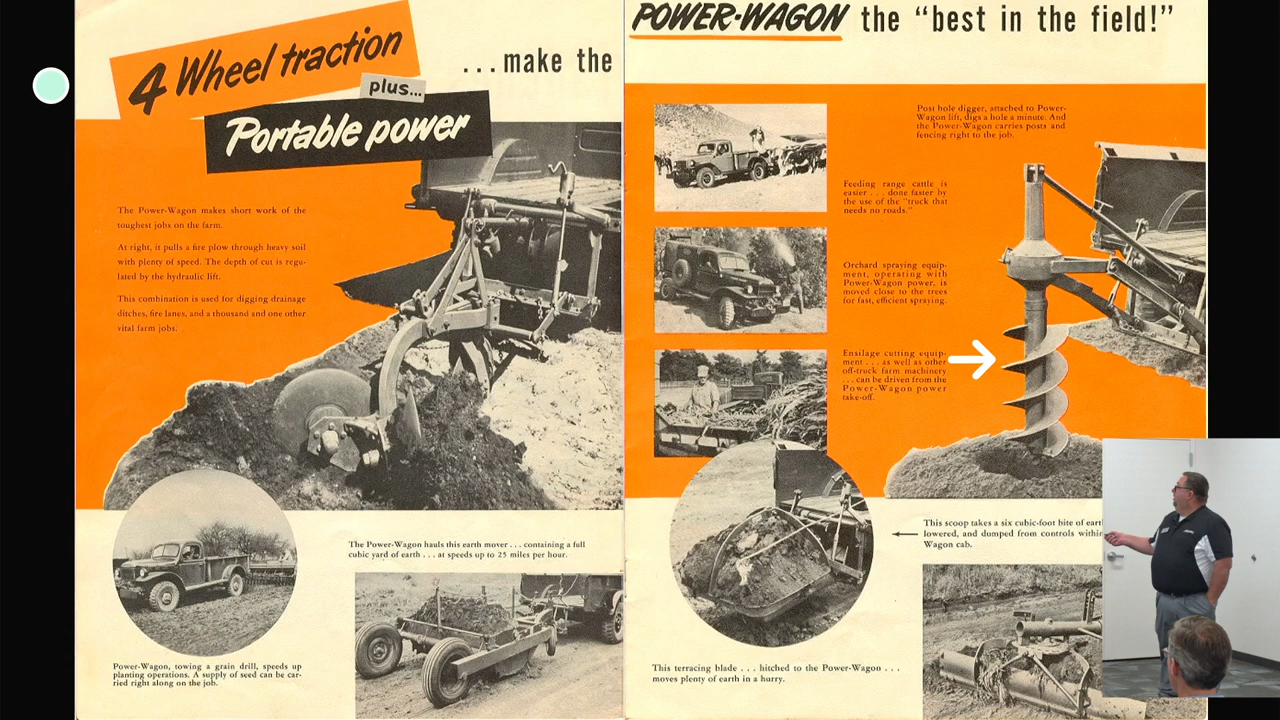 4 Wheel traction
plus...
Portable power
...make the
The Power-Wagon makes short work of the
toughest jobs on the farm.
At right, it pulls a fire plow through heavy soil
with plenty of speed. The depth of cut is regu-
lated by the hydraulic lift.
This combination is used for digging drainage
ditches, fire lanes, and a thousand and one other
vital farm jobs.
The Power-Wagon hauls this earth mover . . . containing a full
cubic yard of earth . . . at speeds up to 25 miles per hour.
Power-Wagon, towing a grain drill, speeds up
planting operations. A supply of seed can be car-
ried right along on the job.
POWER-WAGON the “best in the field!”
Post hole digger, attached to Power-
Wagon lift, digs a hole a minute. And
the Power-Wagon carries posts and
fencing right to the job.
Feeding range cattle is
easier . . . done faster by
the use of the “truck that
needs no roads.”
Orchard spraying equip-
ment, operating with
Power-Wagon power, is
moved close to the trees
for fast, efficient spraying.
Ensilage cutting equip-
ment . . . as well as other
off-truck farm machinery
. . . can be driven from the
Power-Wagon power
take-off.
This scoop takes a six cubic-foot bite of
lowered, and dumped from controls within
Wagon cab.
This terracing blade . . . hitched to the Power-Wagon . . .
moves plenty of earth in a hurry.